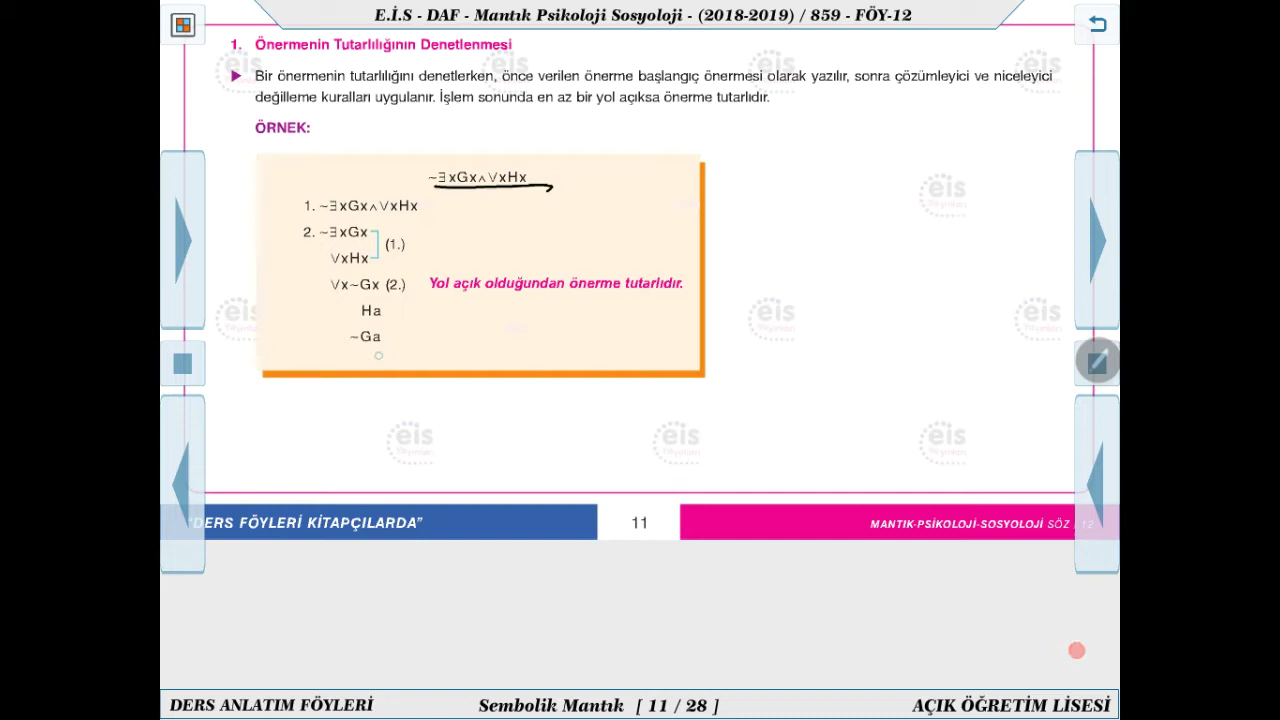 E.İ.S - DAF - Mantık Psikoloji Sosyoloji - (2018-2019) / 859 - FÖY-12
1. Önermenin Tutarlılığının Denetlenmesi
▶ Bir önermenin tutarlılığını denetlerken, önce verilen önerme başlangıç önermesi olarak yazılır, sonra çözümleyici ve niceleyici
değilleme kuralları uygulanır. İşlem sonunda en az bir yol açıksa önerme tutarlıdır.
ÖRNEK:
~∃xGx∧∀xHx
1. ~∃xGx∧∀xHx
2. ~∃xGx
(1.)
∀xHx
∀x~Gx (2.) Yol açık olduğundan önerme tutarlıdır.
Ha
~Ga
"DERS FÖYLERİ KİTAPÇILARDA" 11 MANTIK-PSİKOLOJİ-SOSYOLOJİ SÖZ 12
DERS ANLATIM FÖYLERİ Sembolik Mantık [ 11 / 28 ] AÇIK ÖĞRETİM LİSESİ